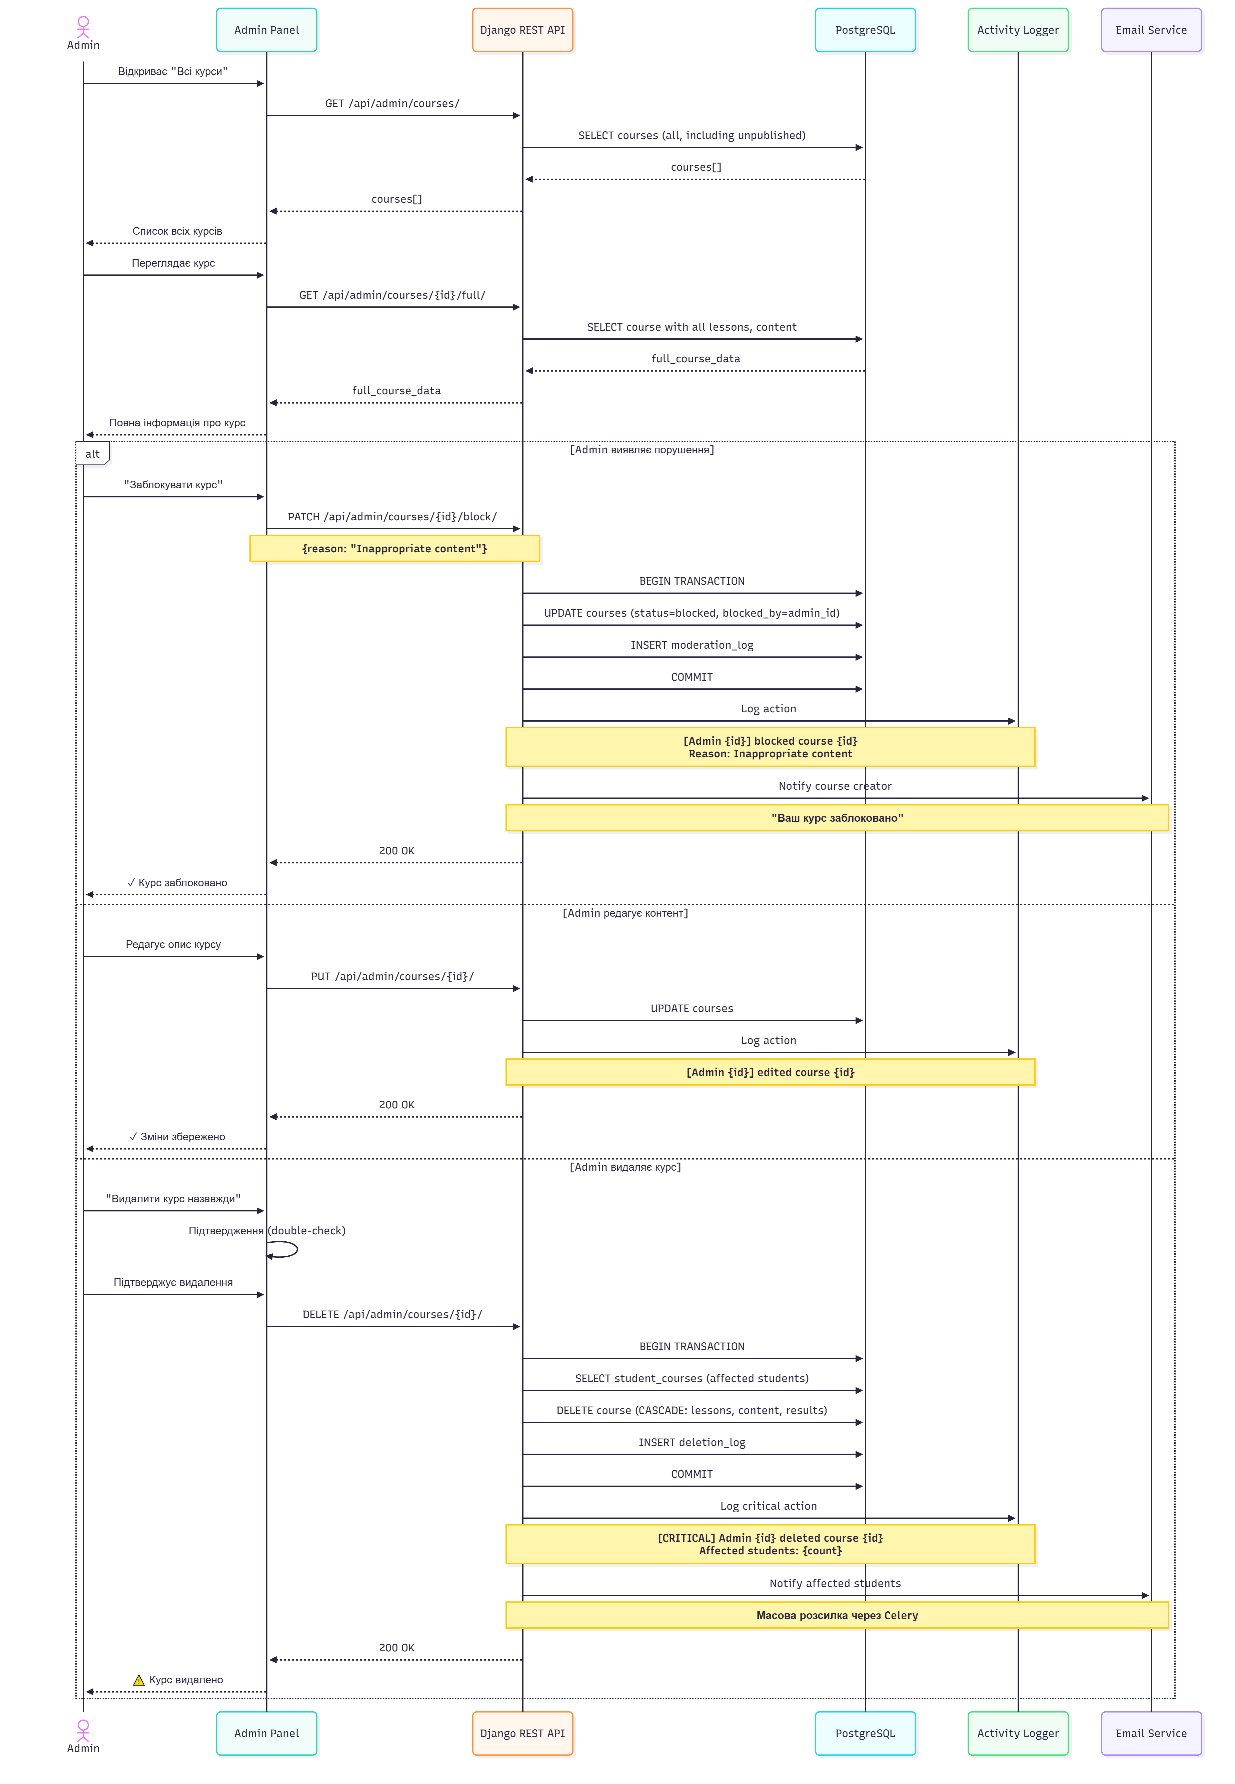 Admin
Admin Panel
Django REST API
PostgreSQL
Activity Logger
Email Service
Відкриває "Всі курси"
GET /api/admin/courses/
SELECT courses (all, including unpublished)
courses[]
courses[]
Список всіх курсів
Переглядає курс
GET /api/admin/courses/{id}/full/
SELECT course with all lessons, content
full_course_data
full_course_data
Повна інформація про курс
alt
[Admin виявляє порушення]
"Заблокувати курс"
PATCH /api/admin/courses/{id}/block/
{reason: "Inappropriate content"}
BEGIN TRANSACTION
UPDATE courses (status=blocked, blocked_by=admin_id)
INSERT moderation_log
COMMIT
Log action
[Admin {id}] blocked course {id}
Reason: Inappropriate content
Notify course creator
"Ваш курс заблоковано"
200 OK
✓ Курс заблоковано
[Admin редагує контент]
Редагує опис курсу
PUT /api/admin/courses/{id}/
UPDATE courses
Log action
[Admin {id}] edited course {id}
200 OK
✓ Зміни збережено
[Admin видаляє курс]
"Видалити курс назавжди"
Підтвердження (double-check)
Підтверджує видалення
DELETE /api/admin/courses/{id}/
BEGIN TRANSACTION
SELECT student_courses (affected students)
DELETE course (CASCADE: lessons, content, results)
INSERT deletion_log
COMMIT
Log critical action
[CRITICAL] Admin {id} deleted course {id}
Affected students: {count}
Notify affected students
Масова розсилка через Celery
200 OK
⚠ Курс видалено
Admin
Admin Panel
Django REST API
PostgreSQL
Activity Logger
Email Service